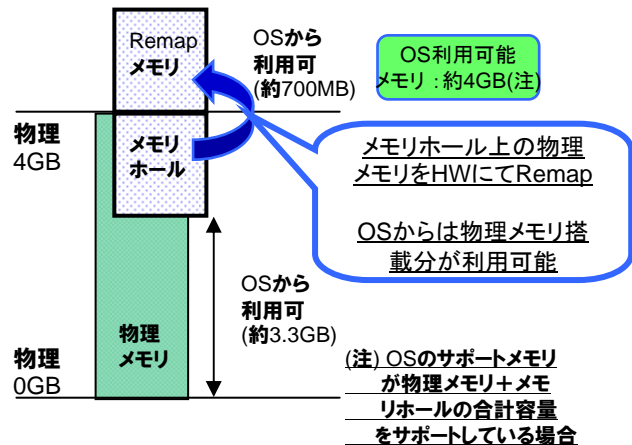 Remap
メモリ
OSから
利用可
(約700MB)
OS利用可能
メモリ：約4GB(注)
物理
4GB
メモリ
ホール
メモリホール上の物理
メモリをHWにてRemap
OSからは物理メモリ搭
載分が利用可能
OSから
利用可
(約3.3GB)
物理
メモリ
物理
0GB
(注) OSのサポートメモリ
が物理メモリ＋メモ
リホールの合計容量
をサポートしている場合